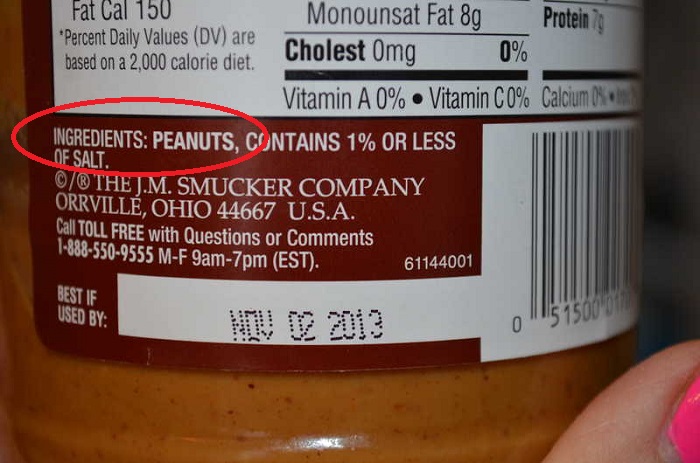 Fat Cal 150
*Percent Daily Values (DV) are
based on a 2,000 calorie diet.
Monounsat Fat 8g
Cholest 0mg 0%
Vitamin A 0% • Vitamin C 0% Calcium 0% •
Protein 7g
INGREDIENTS: PEANUTS, CONTAINS 1% OR LESS
OF SALT.
©/® THE J.M. SMUCKER COMPANY
ORRVILLE, OHIO 44667 U.S.A.
Call TOLL FREE with Questions or Comments
1-888-550-9555 M-F 9am-7pm (EST).
61144001
BEST IF
USED BY:
NOV 02 2013
0 51500